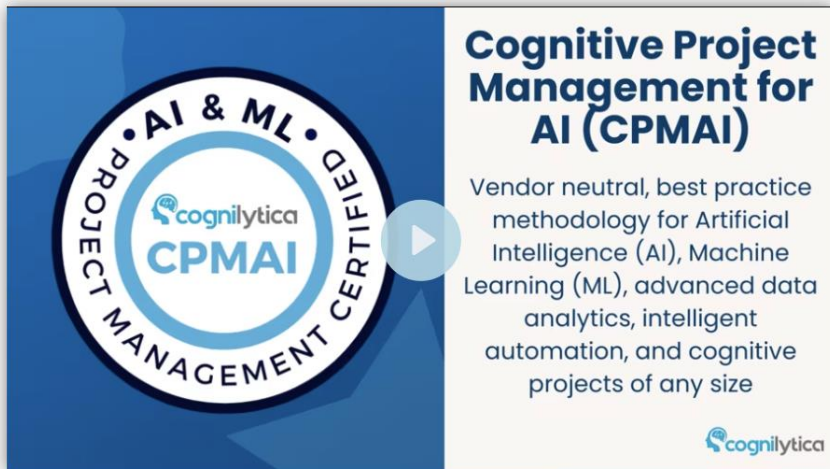 • AI & ML •
PROJECT MANAGEMENT CERTIFIED
cognilytica
CPMAI
Cognitive Project
Management for
AI (CPMAI)
Vendor neutral, best practice
methodology for Artificial
Intelligence (AI), Machine
Learning (ML), advanced data
analytics, intelligent
automation, and cognitive
projects of any size
cognilytica